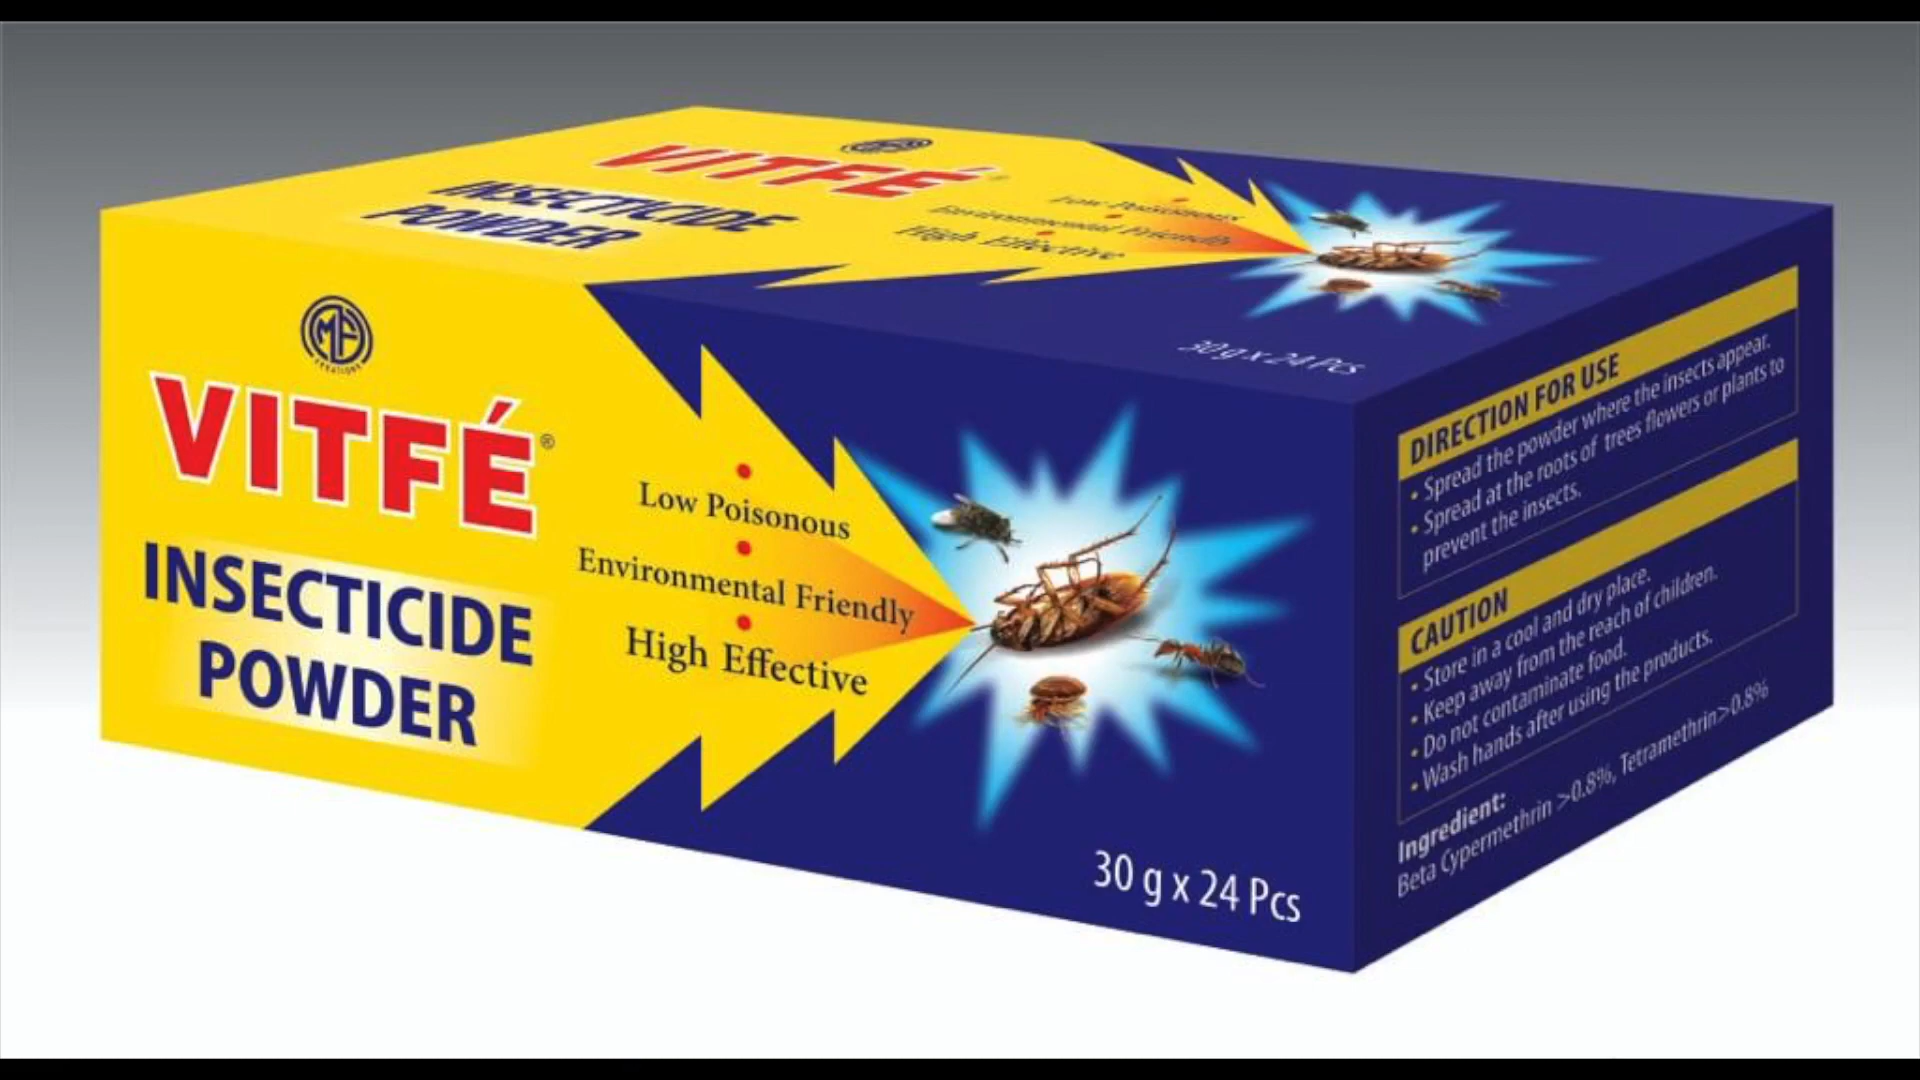 VITFÉ
INSECTICIDE
POWDER
Low Poisonous
Environmental Friendly
High Effective
30 g x 24 Pcs
MF
CREATIONS
VITFÉ®
INSECTICIDE
POWDER
• Low Poisonous
• Environmental Friendly
• High Effective
30 g x 24 Pcs
DIRECTION FOR USE
• Spread the powder where the insects appear.
• Spread at the roots of trees flowers or plants to
prevent the insects.
CAUTION
• Store in a cool and dry place.
• Keep away from the reach of children.
• Do not contaminate food.
• Wash hands after using the products.
Ingredient:
Beta Cypermethrin >0.8%, Tetramethrin>0.8%